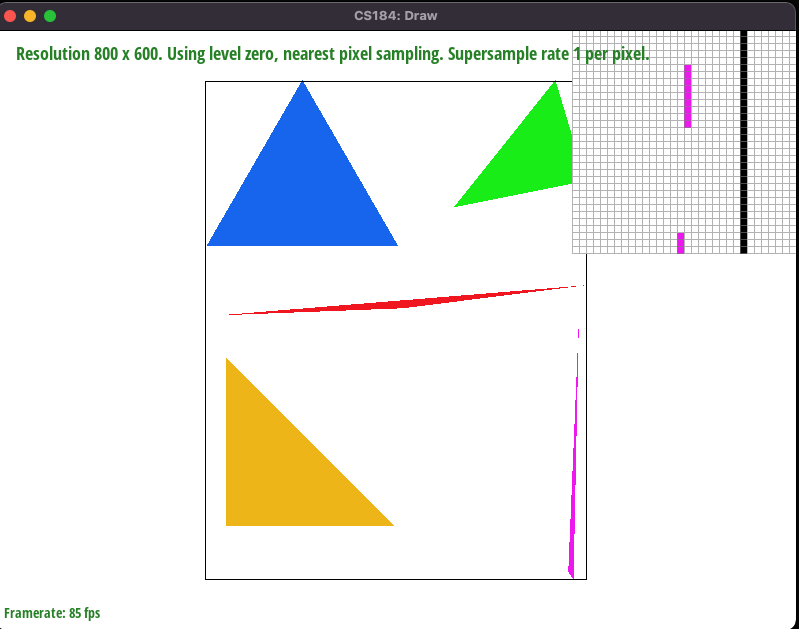 CS184: Draw
Resolution 800 x 600. Using level zero, nearest pixel sampling. Supersample rate 1 per pixel.
Framerate: 85 fps